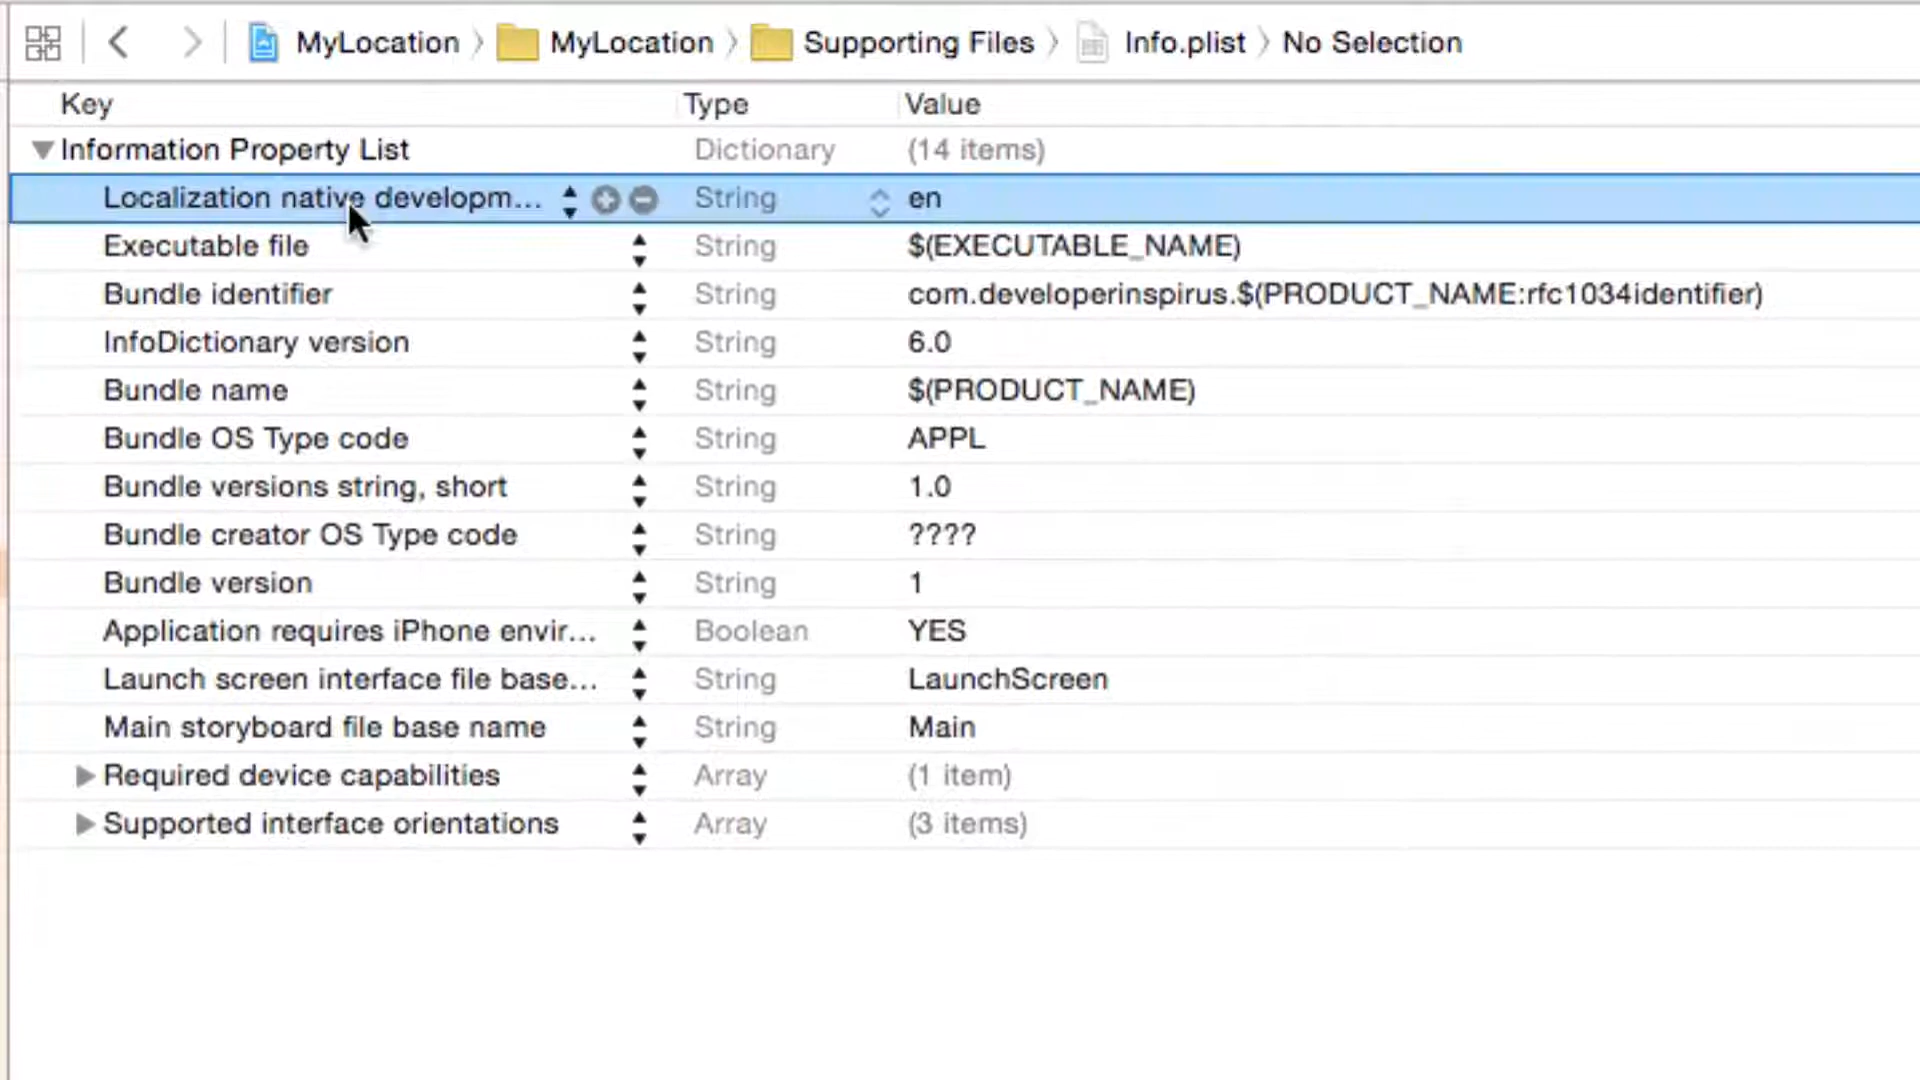 MyLocation 〉 MyLocation 〉 Supporting Files 〉 Info.plist 〉 No Selection
Key Type Value
Information Property List Dictionary (14 items)
Localization native developm... String en
Executable file String $(EXECUTABLE_NAME)
Bundle identifier String com.developerinspirus.$(PRODUCT_NAME:rfc1034identifier)
InfoDictionary version String 6.0
Bundle name String $(PRODUCT_NAME)
Bundle OS Type code String APPL
Bundle versions string, short String 1.0
Bundle creator OS Type code String ????
Bundle version String 1
Application requires iPhone envir... Boolean YES
Launch screen interface file base... String LaunchScreen
Main storyboard file base name String Main
Required device capabilities Array (1 item)
Supported interface orientations Array (3 items)